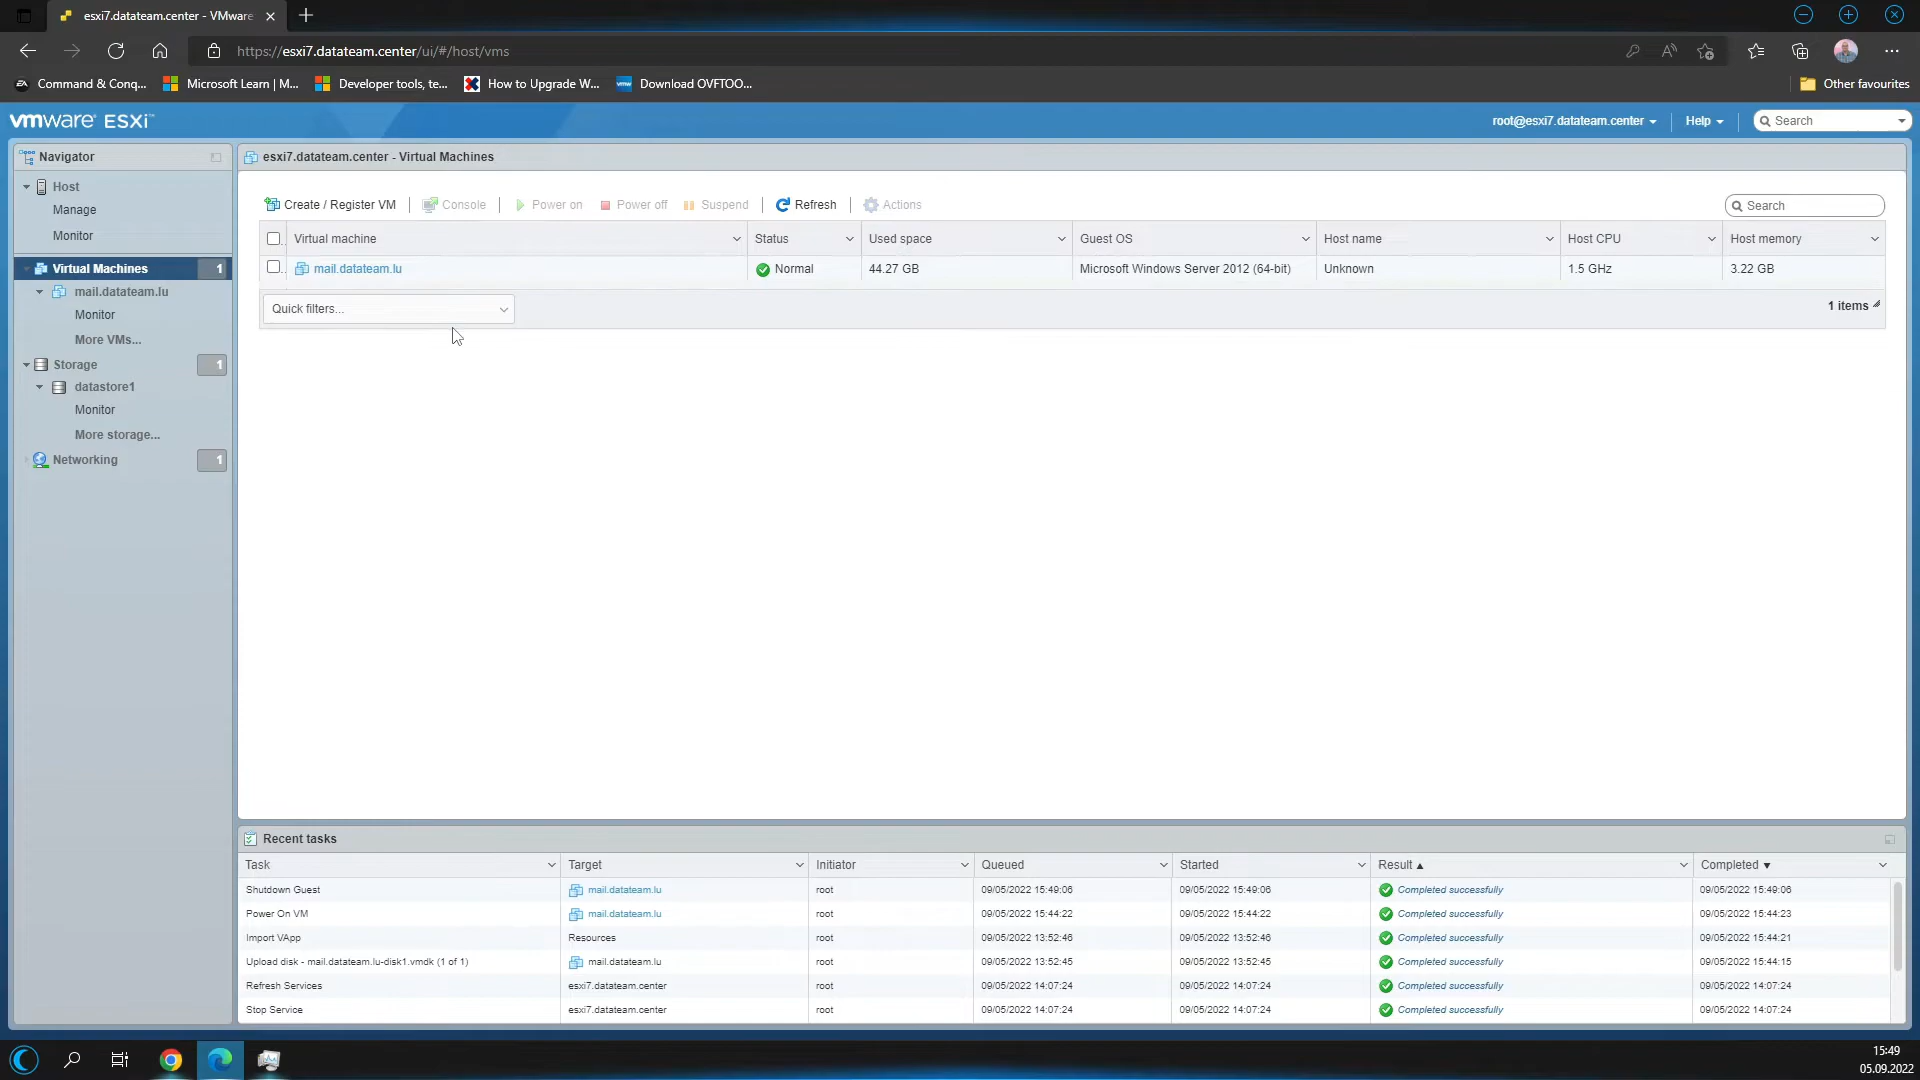 esxi7.datateam.center - VMware
https://esxi7.datateam.center/ui/#/host/vms
Command & Conq... Microsoft Learn | M... Developer tools, te... How to Upgrade W... Download OVFTOO... Other favourites
vmware ESXi
root@esxi7.datateam.center Help Search
Navigator
Host
Manage
Monitor
Virtual Machines 1
mail.datateam.lu
Monitor
More VMs...
Storage 1
datastore1
Monitor
More storage...
Networking 1
esxi7.datateam.center - Virtual Machines
Create / Register VM Console Power on Power off Suspend Refresh Actions Search
Virtual machine Status Used space Guest OS Host name Host CPU Host memory
mail.datateam.lu Normal 44.27 GB Microsoft Windows Server 2012 (64-bit) Unknown 1.5 GHz 3.22 GB
Quick filters... 1 items
Recent tasks
Task Target Initiator Queued Started Result Completed
Shutdown Guest mail.datateam.lu root 09/05/2022 15:49:06 09/05/2022 15:49:06 Completed successfully 09/05/2022 15:49:06
Power On VM mail.datateam.lu root 09/05/2022 15:44:22 09/05/2022 15:44:22 Completed successfully 09/05/2022 15:44:23
Import VApp Resources root 09/05/2022 13:52:46 09/05/2022 13:52:46 Completed successfully 09/05/2022 15:44:21
Upload disk - mail.datateam.lu-disk1.vmdk (1 of 1) mail.datateam.lu root 09/05/2022 13:52:45 09/05/2022 13:52:45 Completed successfully 09/05/2022 15:44:15
Refresh Services esxi7.datateam.center root 09/05/2022 14:07:24 09/05/2022 14:07:24 Completed successfully 09/05/2022 14:07:24
Stop Service esxi7.datateam.center root 09/05/2022 14:07:24 09/05/2022 14:07:24 Completed successfully 09/05/2022 14:07:24
15:49
05.09.2022